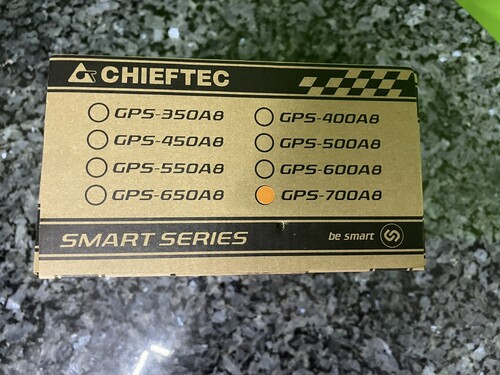 CHIEFTEC
GPS-350A8 GPS-400A8
GPS-450A8 GPS-500A8
GPS-550A8 GPS-600A8
GPS-650A8 GPS-700A8
SMART SERIES be smart